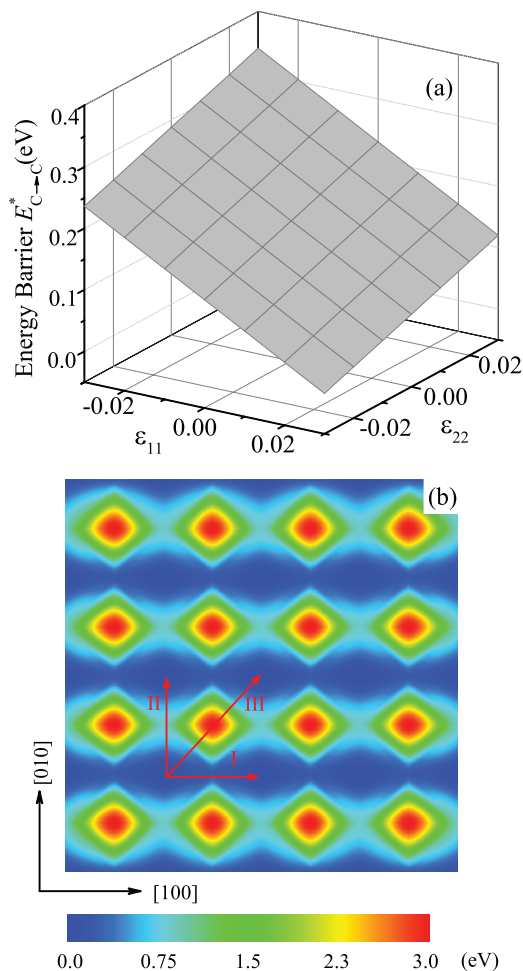 (a)
Energy Barrier E*C→C(eV)
0.4
0.3
0.2
0.1
0.0
-0.02
0.00
0.02
ε11
-0.02
0.00
0.02
ε22
(b)
II
III
I
[010]
[100]
0.0 0.75 1.5 2.3 3.0 (eV)